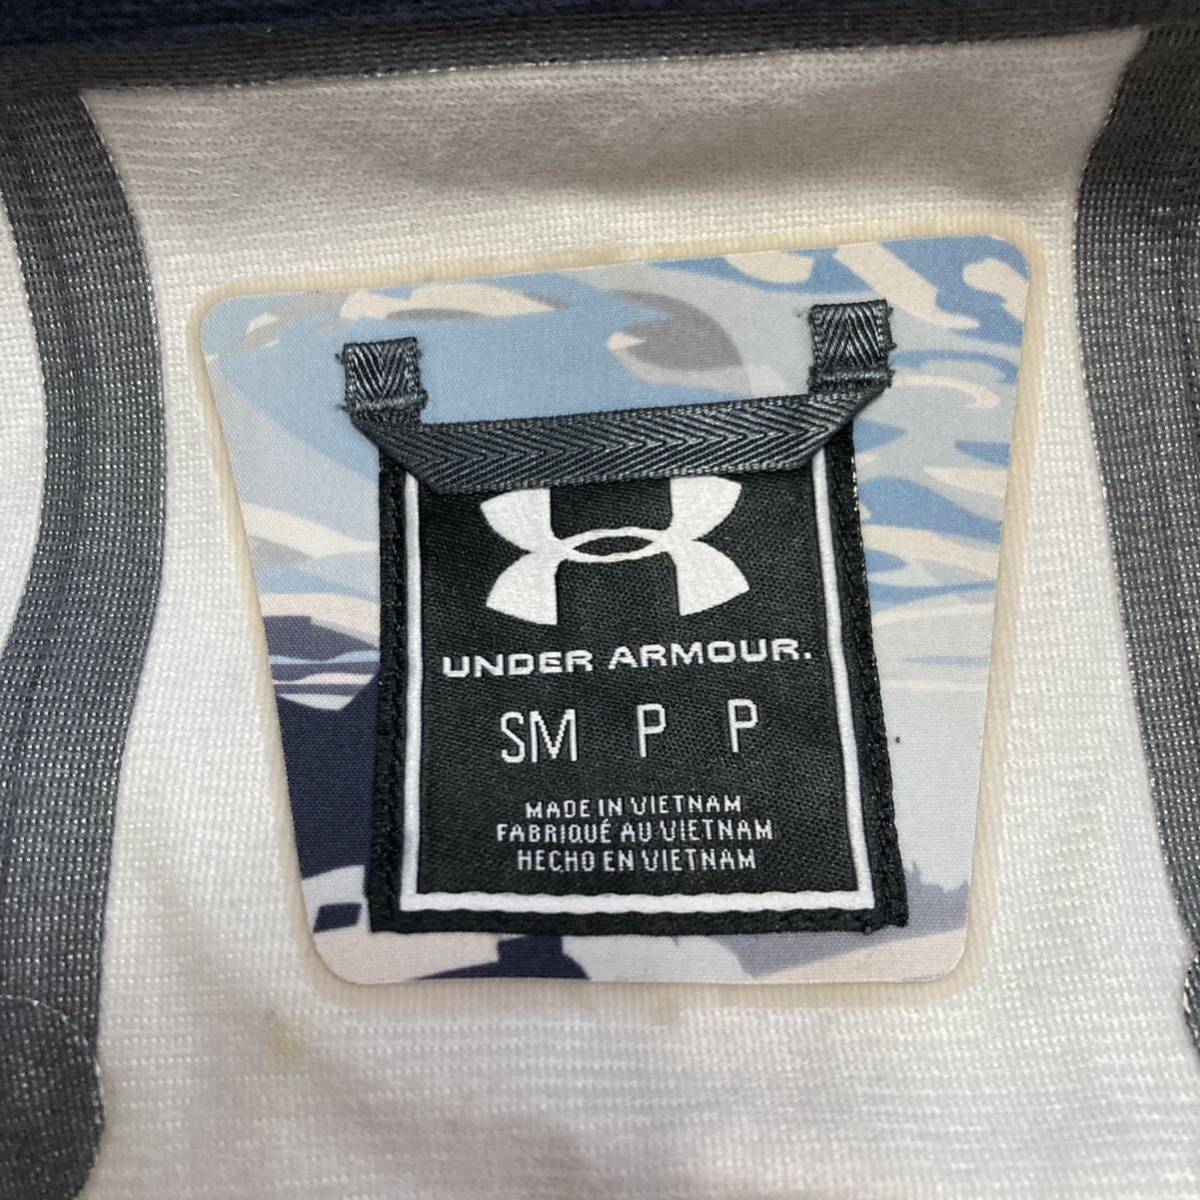 UNDER ARMOUR.
SM P P
MADE IN VIETNAM
FABRIQUÉ AU VIETNAM
HECHO EN VIETNAM